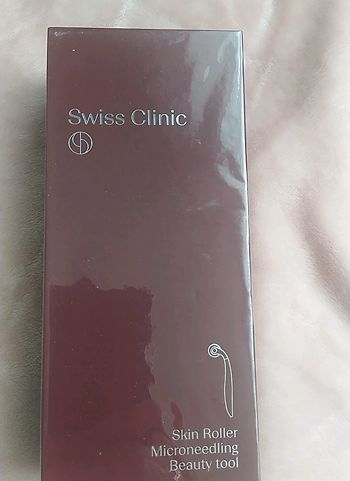 Swiss Clinic
Skin Roller
Microneedling
Beauty tool